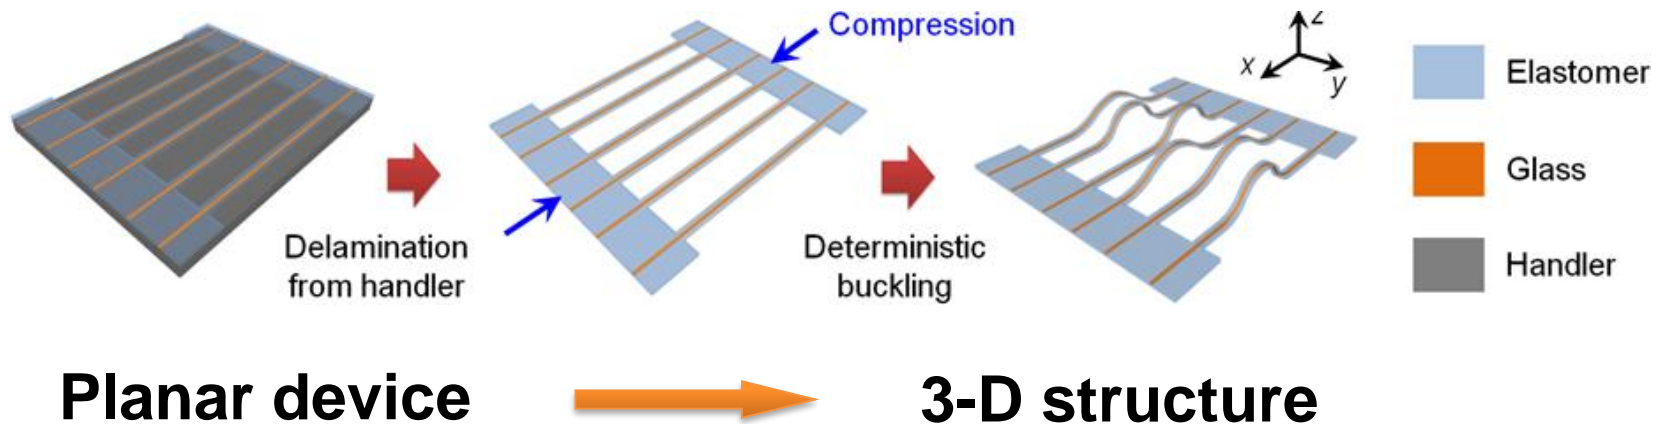 Compression
z
x
y
Elastomer
Glass
Handler
Delamination
from handler
Deterministic
buckling
Planar device
3-D structure